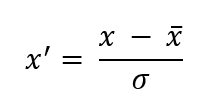 x′ = (x − x̄) / σ